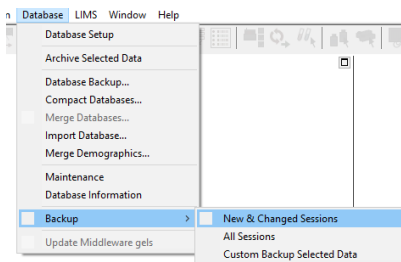 n Database LIMS Window Help
Database Setup
Archive Selected Data
Database Backup...
Compact Databases...
Merge Databases...
Import Database...
Merge Demographics...
Maintenance
Database Information
Backup > New & Changed Sessions
All Sessions
Update Middleware gels
Custom Backup Selected Data